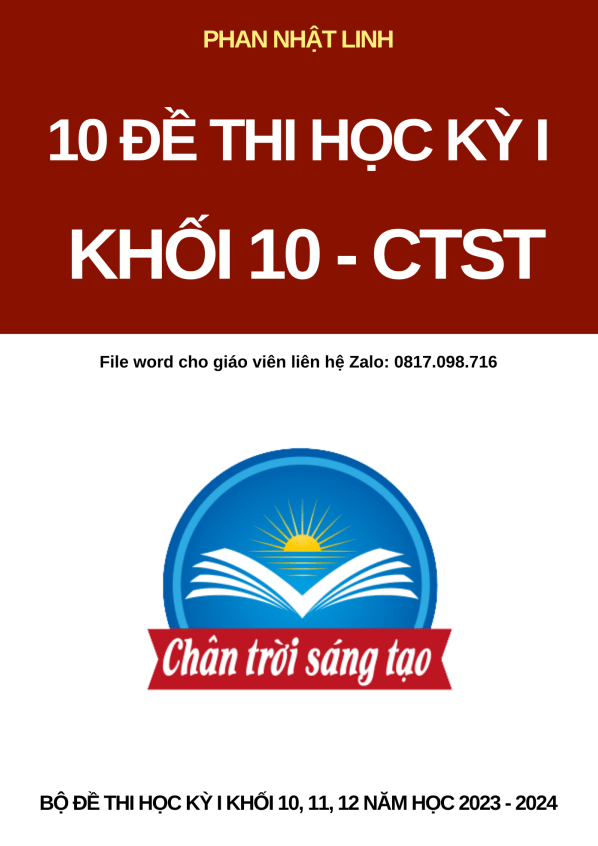 PHAN NHẬT LINH
10 ĐỀ THI HỌC KỲ I
KHỐI 10 - CTST
File word cho giáo viên liên hệ Zalo: 0817.098.716
Chân trời sáng tạo
BỘ ĐỀ THI HỌC KỲ I KHỐI 10, 11, 12 NĂM HỌC 2023 - 2024